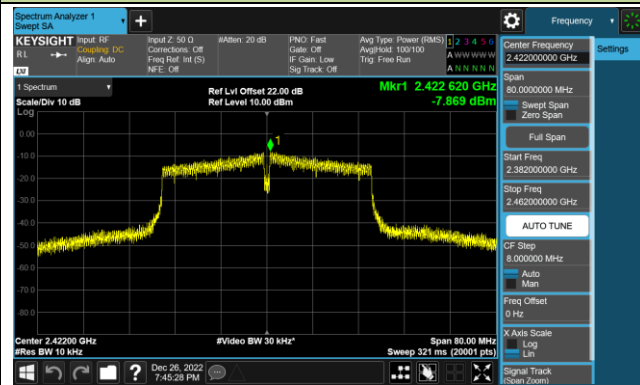 Spectrum Analyzer 1
Swept SA
Frequency
KEYSIGHT
Input: RF
Input Z: 50 Ω
#Atten: 20 dB
PNO: Fast
Avg Type: Power (RMS)
1 2 3 4 5 6
RL
Coupling: DC
Corrections: Off
Gate: Off
Avg|Hold: 100/100
A W W W W W
Align: Auto
Freq Ref: Int (S)
IF Gain: Low
Trig: Free Run
NFE: Off
Sig Track: Off
A N N N N N
LXI
1 Spectrum
Ref Lvl Offset 22.00 dB
Mkr1 2.422 620 GHz
Scale/Div 10 dB
Ref Level 10.00 dBm
-7.869 dBm
Log
1
0.00
-10.0
-20.0
-30.0
-40.0
-50.0
-60.0
-70.0
-80.0
Center 2.42200 GHz
#Video BW 30 kHz*
Span 80.00 MHz
#Res BW 10 kHz
Sweep 321 ms (20001 pts)
Dec 26, 2022
7:45:28 PM
?
Settings
Center Frequency
2.422000000 GHz
Span
80.0000000 MHz
Swept Span
Zero Span
Full Span
Start Freq
2.382000000 GHz
Stop Freq
2.462000000 GHz
AUTO TUNE
CF Step
8.000000 MHz
Auto
Man
Freq Offset
0 Hz
X Axis Scale
Log
Lin
Signal Track
(Span Zoom)